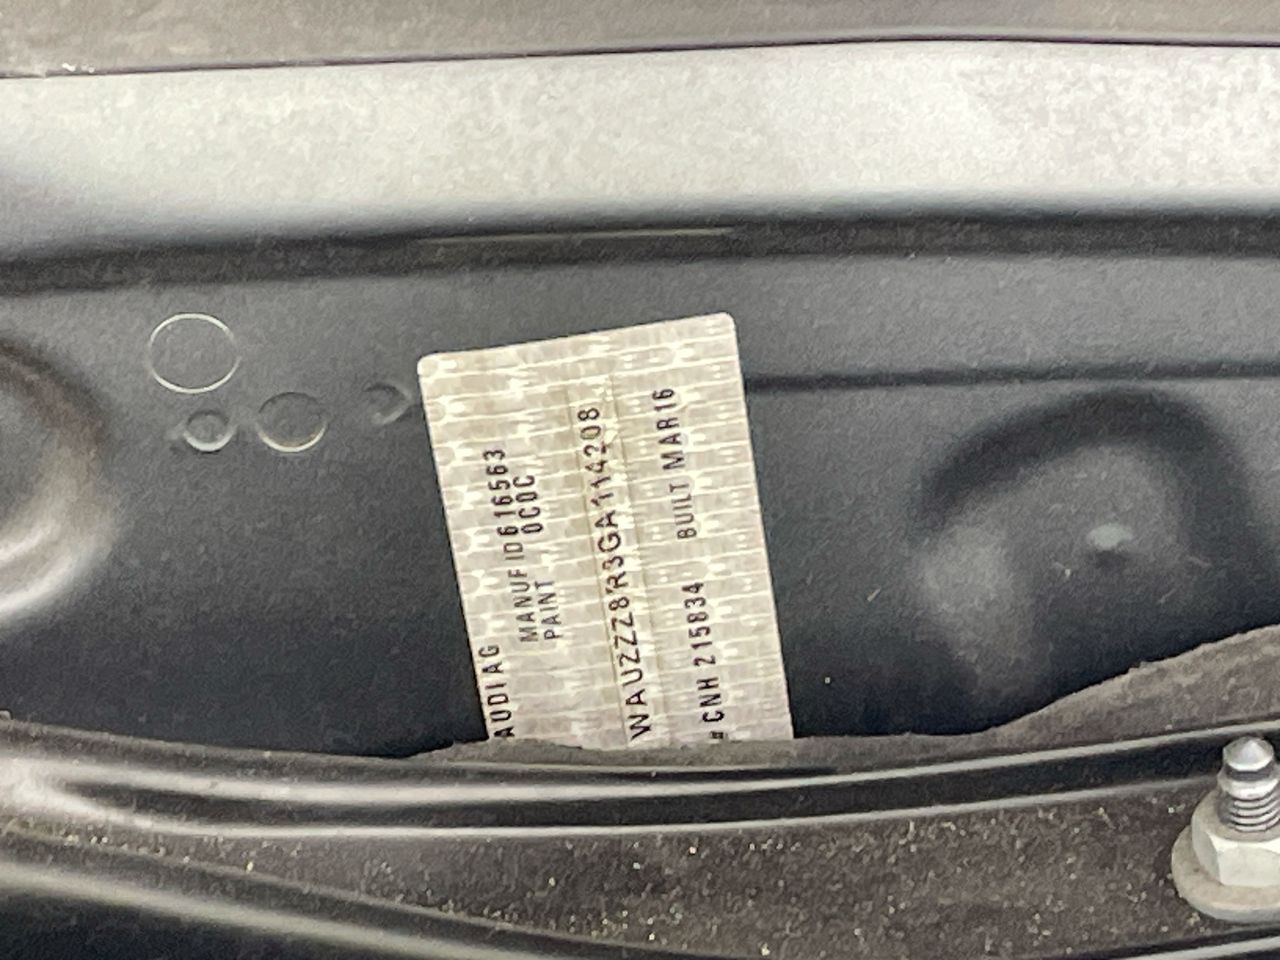 AUDI AG
MANUF ID 616563
PAINT 0C0C
WAUZZZ8R3GA114208
# CNH 215834 BUILT MAR16